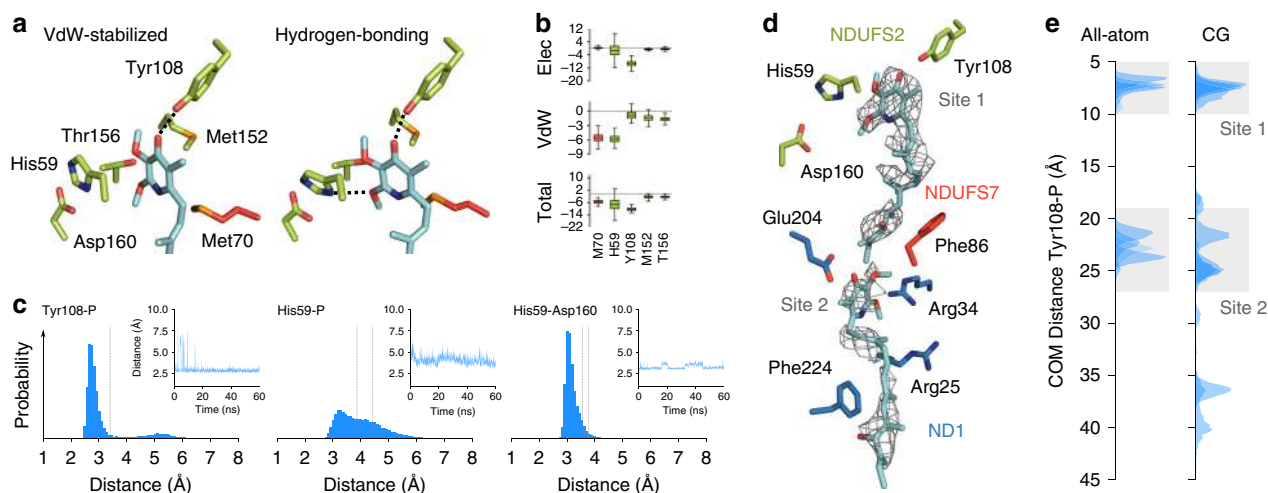 a
VdW-stabilized
Hydrogen-bonding
Tyr108
Thr156
Met152
His59
Asp160
Met70
b
12
4
−4
−12
−20
Elec
0
−3
−6
−9
VdW
10
2
−6
−14
−22
Total
M70
H59
Y108
M152
T156
c
Tyr108-P
His59-P
His59-Asp160
Probability
Distance (Å)
10.0
7.5
5.0
2.5
0 20 40 60
Time (ns)
10.0
7.5
5.0
2.5
0 20 40 60
Time (ns)
10.0
7.5
5.0
2.5
0 20 40 60
Time (ns)
1 2 3 4 5 6 7 8
1 2 3 4 5 6 7 8
1 2 3 4 5 6 7 8
Distance (Å)
Distance (Å)
Distance (Å)
d
NDUFS2
Tyr108
His59
Site 1
Asp160
NDUFS7
Glu204
Phe86
Site 2
Arg34
Phe224
Arg25
ND1
e
All-atom
CG
COM Distance Tyr108-P (Å)
5
10
15
20
25
30
35
40
45
Site 1
Site 2